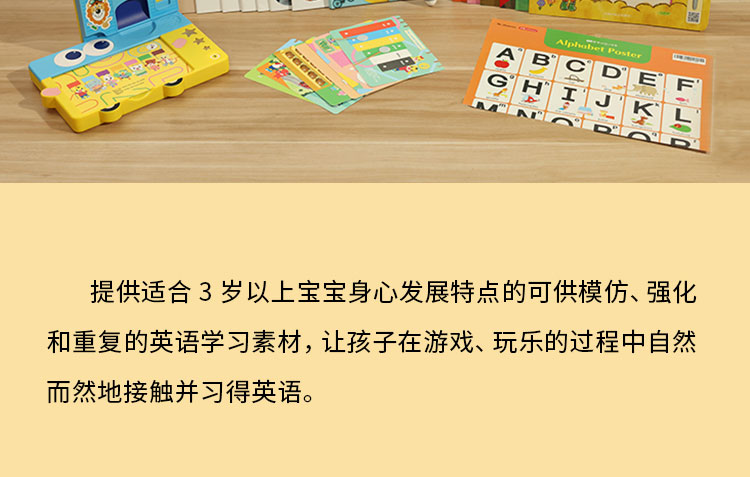 Alphabet Poster
A B C D E F
G H I J K L
M N O P Q R
提供适合 3 岁以上宝宝身心发展特点的可供模仿、强化
和重复的英语学习素材，让孩子在游戏、玩乐的过程中自然
而然地接触并习得英语。